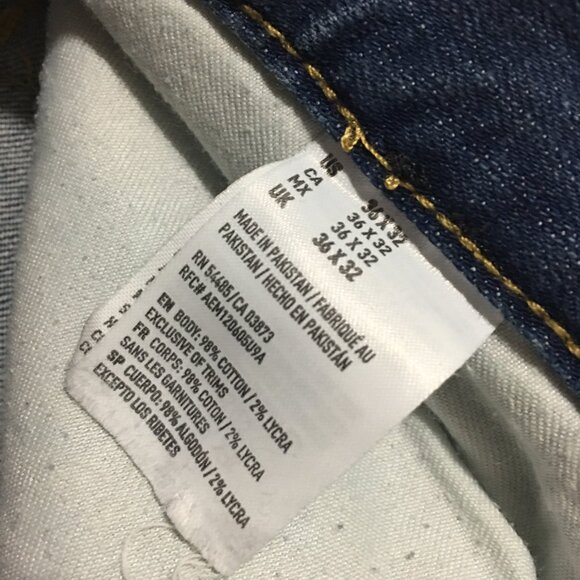 US 36 X 32
CA 36 X 32
MX 36 X 32
UK 36 X 32
MADE IN PAKISTAN / FABRIQUÉ AU
PAKISTAN / HECHO EN PAKISTÁN
RN 54485 / CA 03873
RFC# AEM120605U9A
EN BODY: 98% COTTON / 2% LYCRA
EXCLUSIVE OF TRIMS
FR CORPS: 98% COTON / 2% LYCRA
SANS LES GARNITURES
SP CUERPO: 98% ALGODÓN / 2% LYCRA
EXCEPTO LOS RIBETES